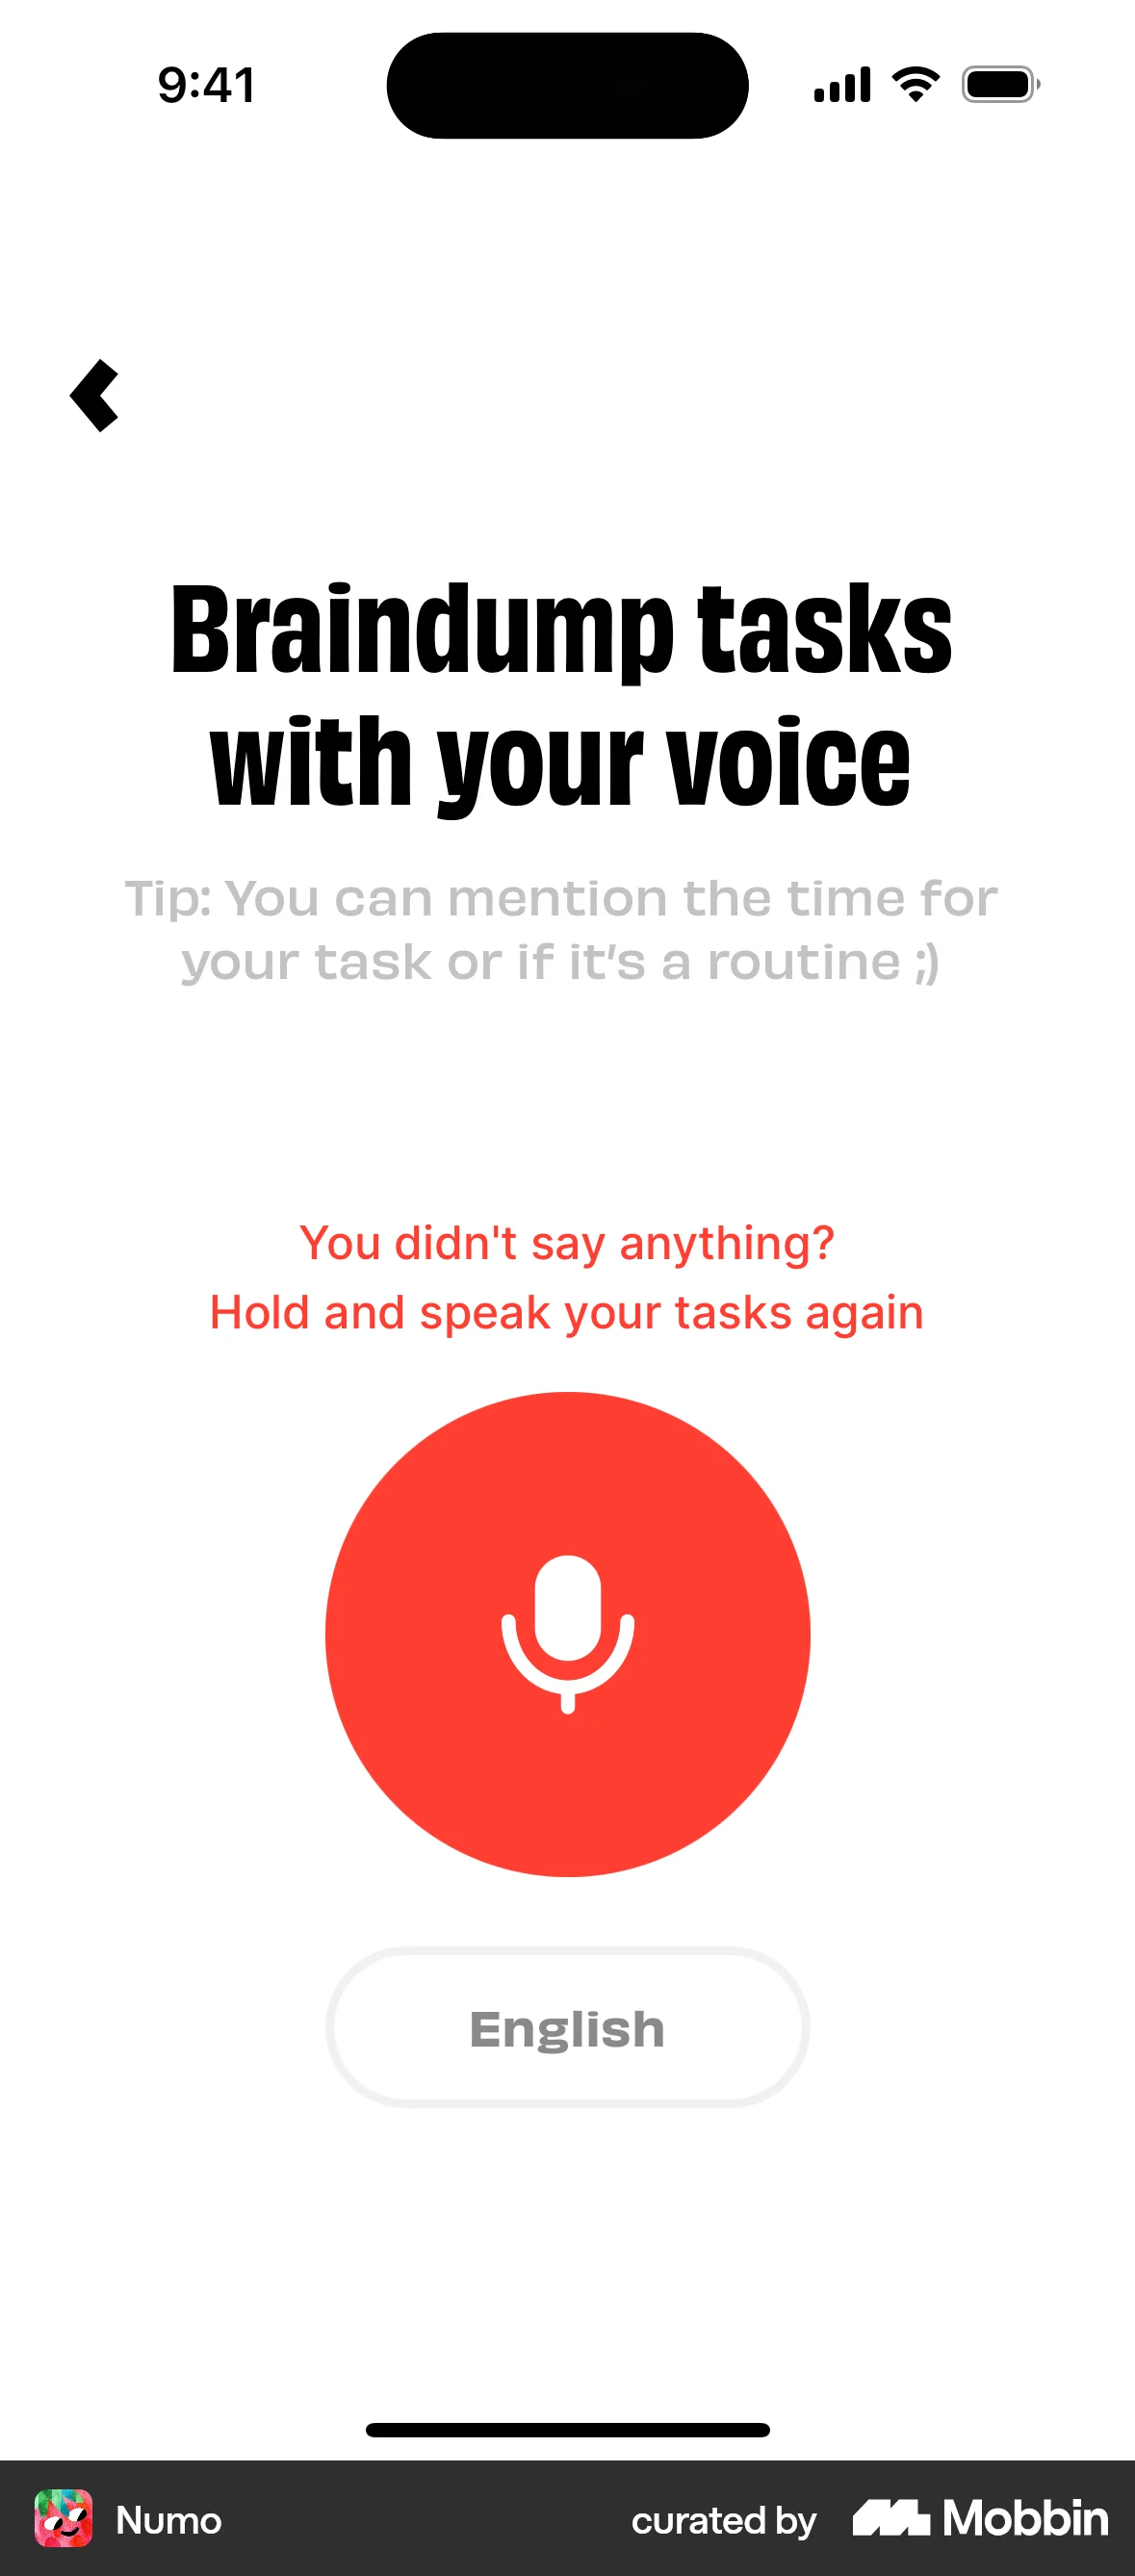 9:41
Braindump tasks
with your voice
Tip: You can mention the time for
your task or if it’s a routine ;)
You didn't say anything?
Hold and speak your tasks again
English
Numo
curated by
Mobbin